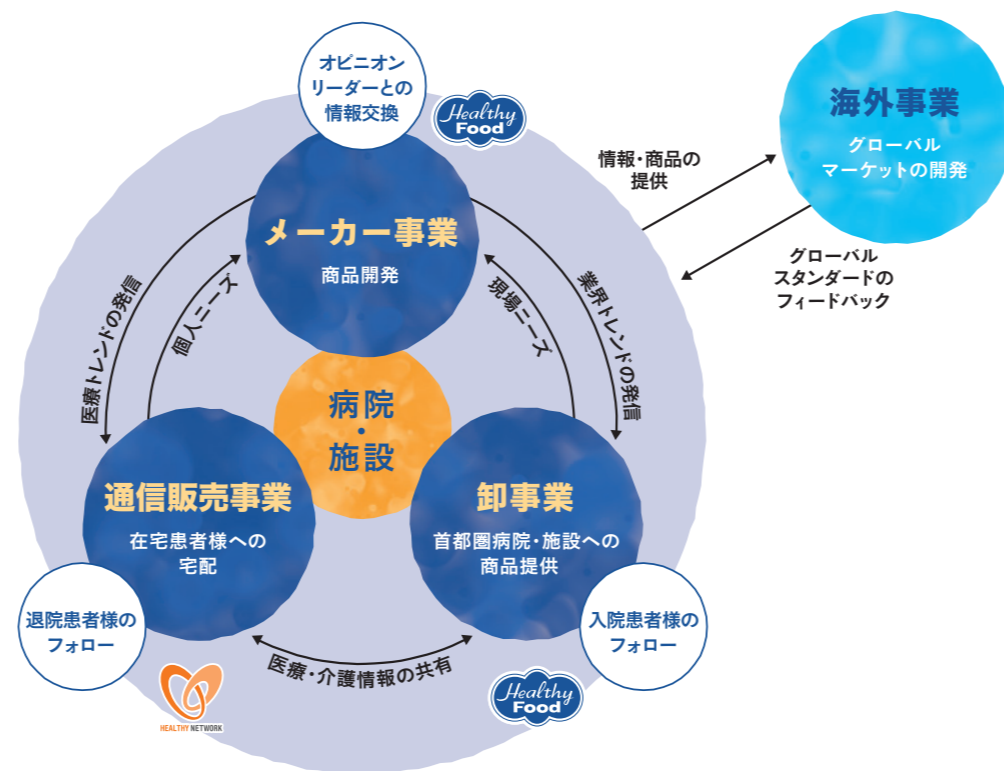 オピニオン
リーダーとの
情報交換
Healthy
Food
海外事業
グローバル
マーケットの開発
情報・商品の
提供
グローバル
スタンダードの
フィードバック
メーカー事業
商品開発
医療トレンドの発信
個人ニーズ
現場ニーズ
業界トレンドの発信
病院
・
施設
通信販売事業
在宅患者様への
宅配
卸事業
首都圏病院・施設への
商品提供
退院患者様の
フォロー
入院患者様の
フォロー
医療・介護情報の共有
HEALTHY NETWORK
Healthy
Food